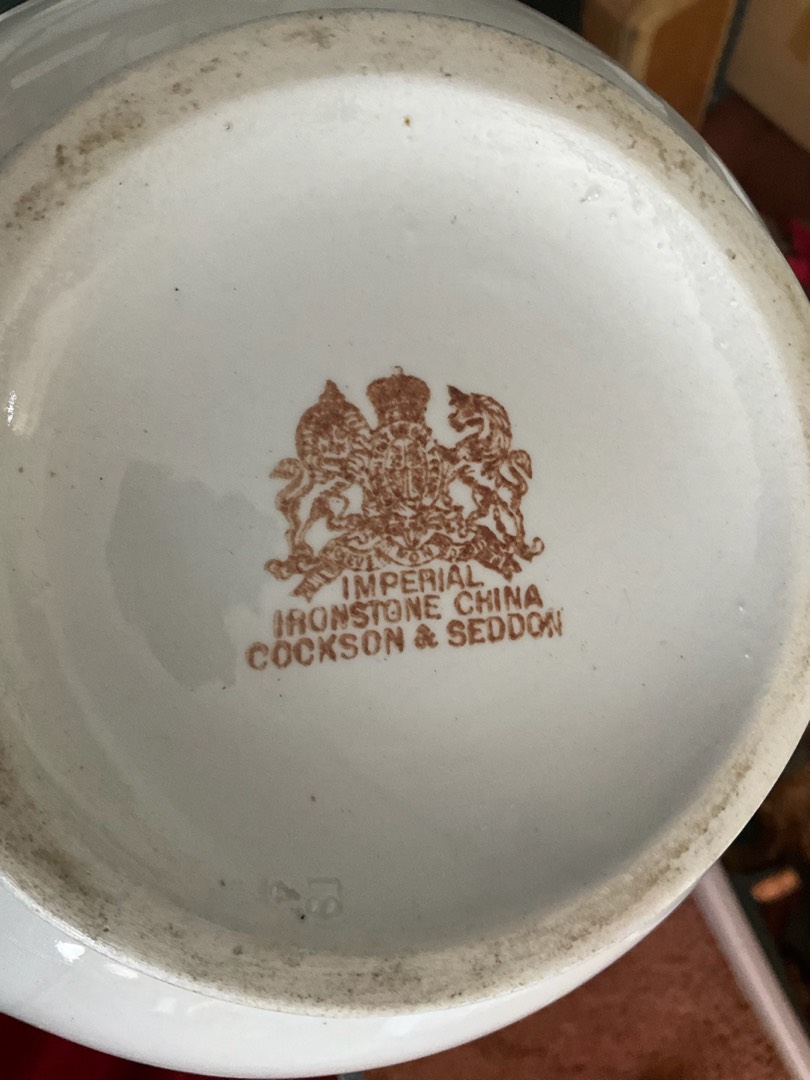 IMPERIAL
IRONSTONE CHINA
COCKSON & SEDDON